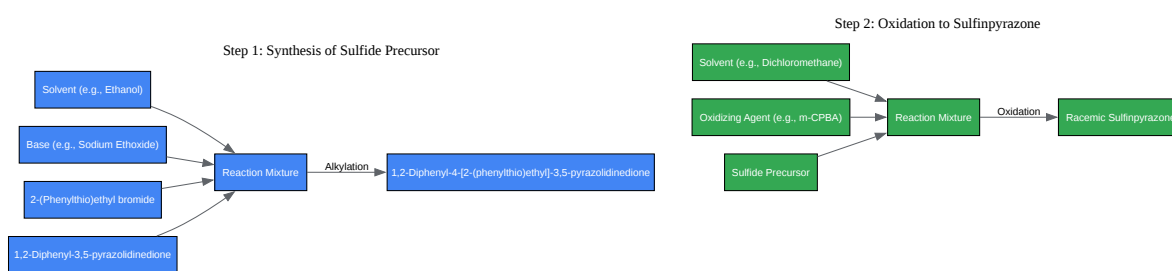 Step 1: Synthesis of Sulfide Precursor
Solvent (e.g., Ethanol)
Base (e.g., Sodium Ethoxide)
2-(Phenylthio)ethyl bromide
1,2-Diphenyl-3,5-pyrazolidinedione
Reaction Mixture
Alkylation
1,2-Diphenyl-4-[2-(phenylthio)ethyl]-3,5-pyrazolidinedione
Step 2: Oxidation to Sulfinpyrazone
Solvent (e.g., Dichloromethane)
Oxidizing Agent (e.g., m-CPBA)
Sulfide Precursor
Reaction Mixture
Oxidation
Racemic Sulfinpyrazone